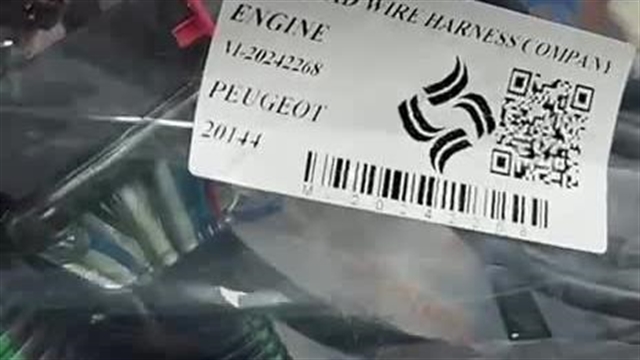 WIRE HARNESS COMPANY
ENGINE
M-20242268
PEUGEOT
20144